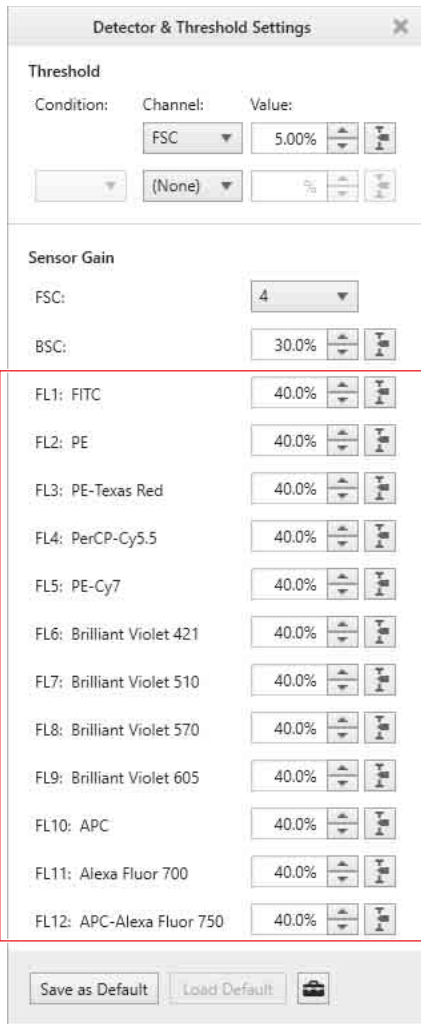 Detector & Threshold Settings
Threshold
Condition: Channel: Value:
FSC 5.00%
(None) %
Sensor Gain
FSC: 4
BSC: 30.0%
FL1: FITC 40.0%
FL2: PE 40.0%
FL3: PE-Texas Red 40.0%
FL4: PerCP-Cy5.5 40.0%
FL5: PE-Cy7 40.0%
FL6: Brilliant Violet 421 40.0%
FL7: Brilliant Violet 510 40.0%
FL8: Brilliant Violet 570 40.0%
FL9: Brilliant Violet 605 40.0%
FL10: APC 40.0%
FL11: Alexa Fluor 700 40.0%
FL12: APC-Alexa Fluor 750 40.0%
Save as Default Load Default